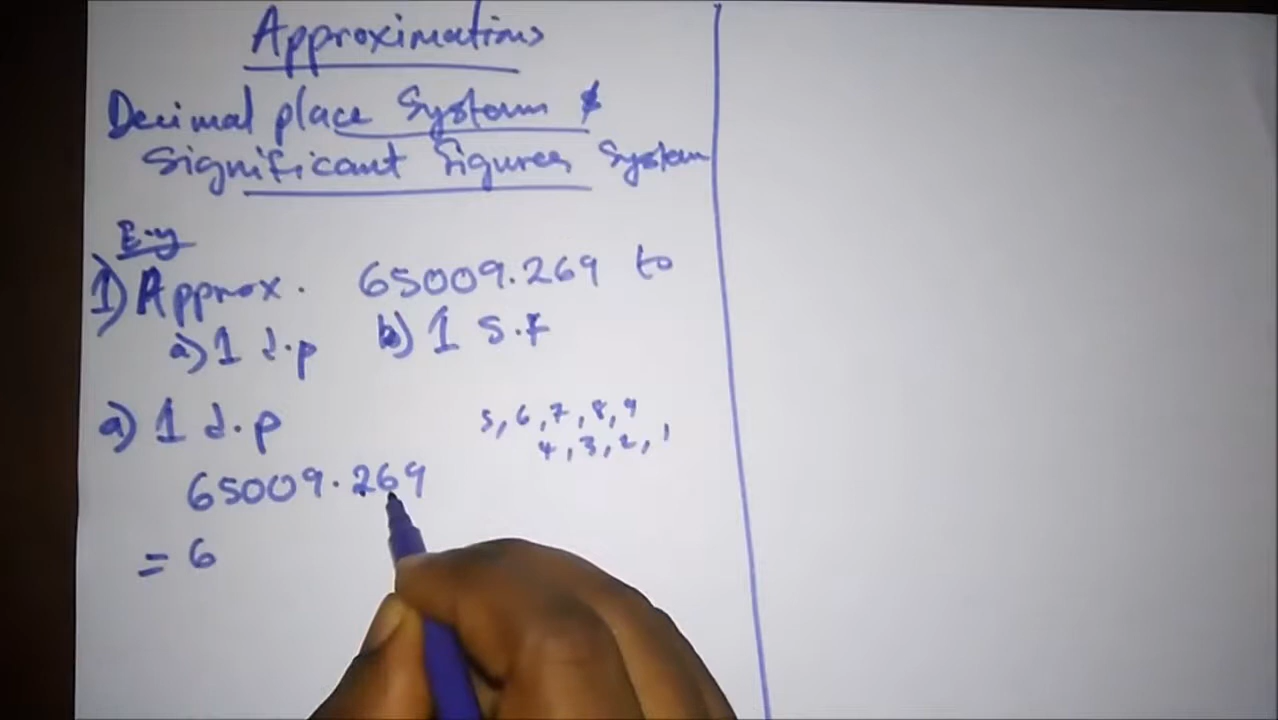 Approximations
Decimal place System &
Significant figures System
E.g
1) Approx. 65009.269 to
a) 1 d.p b) 1 S.F
a) 1 d.p
5, 6, 7, 8, 9
4, 3, 2, 1
65009.269
= 6